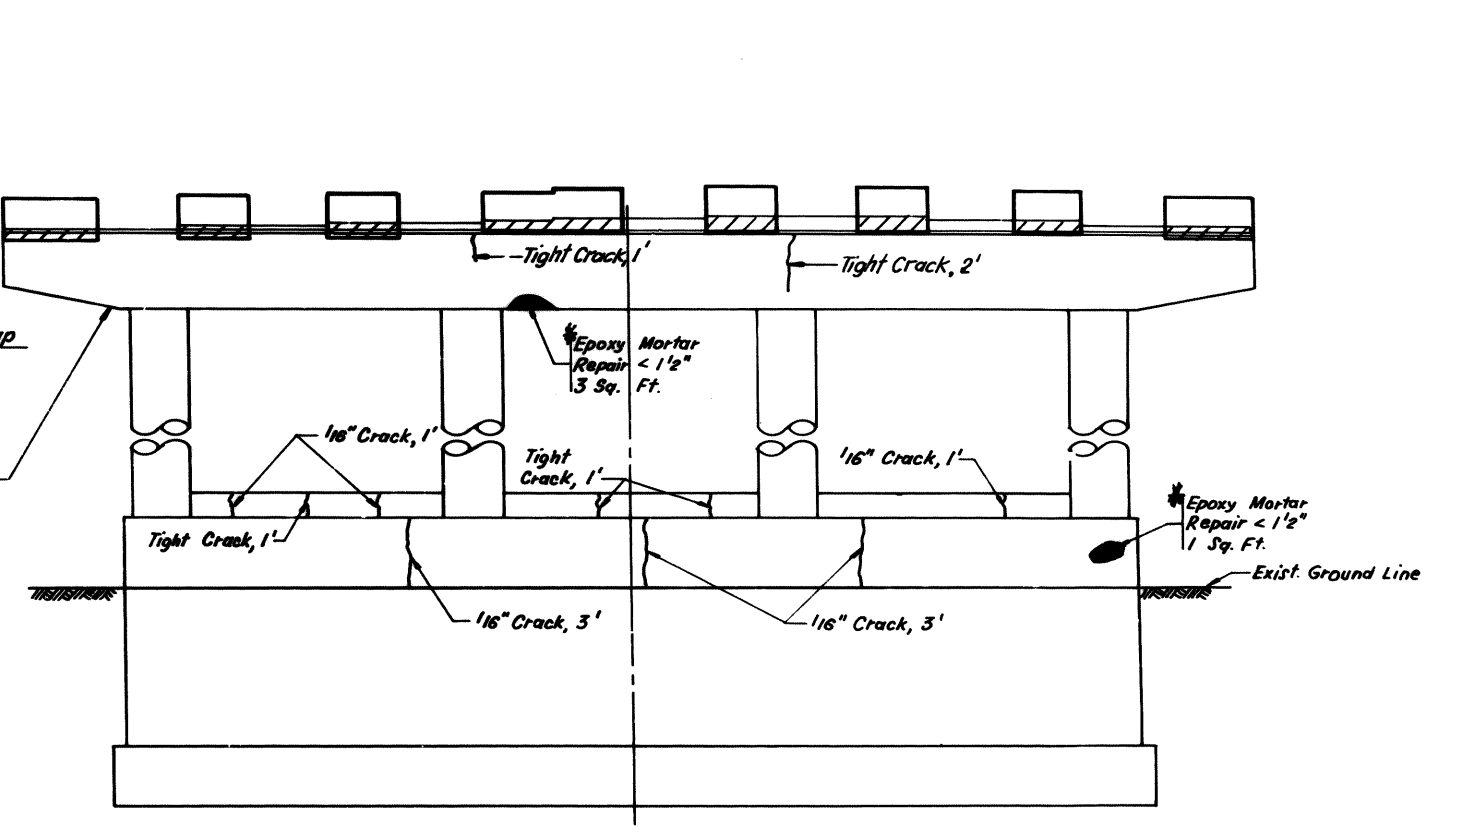 Tight Crack, 1'
Tight Crack, 2'
Epoxy Mortar
Repair < 1'2"
3 Sq. Ft.
1/16" Crack, 1'
Tight
Crack, 1'
1/16" Crack, 1'
Epoxy Mortar
Repair < 1'2"
1 Sq. Ft.
Tight Crack, 1'
Exist. Ground Line
1/16" Crack, 3'
1/16" Crack, 3'